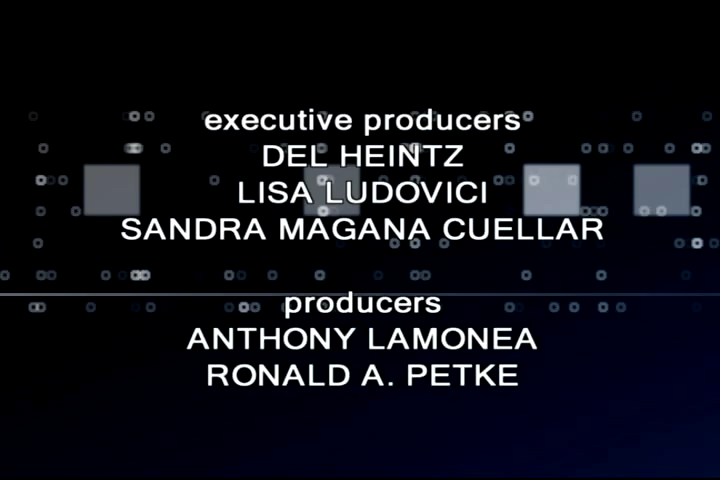 executive producers
DEL HEINTZ
LISA LUDOVICI
SANDRA MAGANA CUELLAR
producers
ANTHONY LAMONEA
RONALD A. PETKE